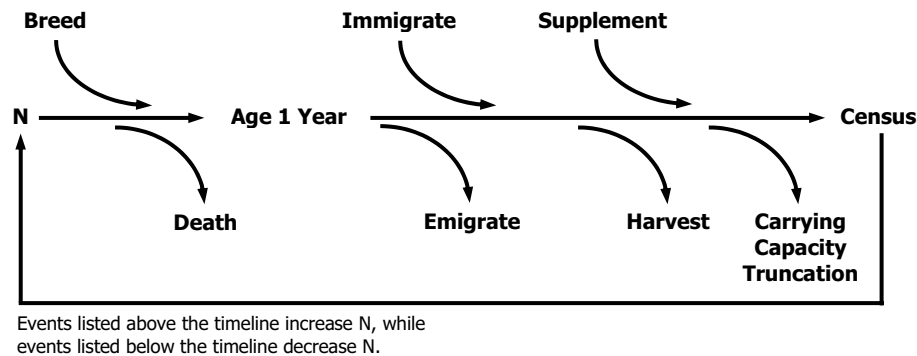 Breed
Immigrate
Supplement
N
Age 1 Year
Census
Death
Emigrate
Harvest
Carrying
Capacity
Truncation
Events listed above the timeline increase N, while
events listed below the timeline decrease N.